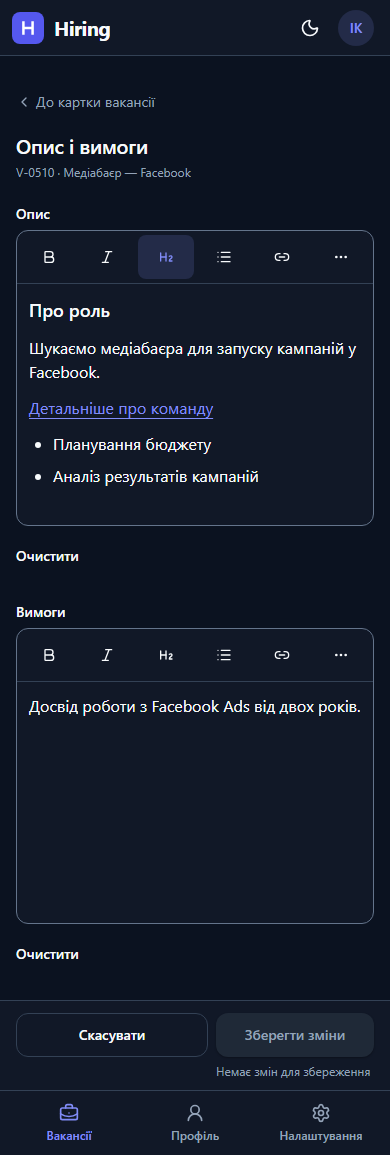 H Hiring IK
До картки вакансії
Опис і вимоги
V-0510 · Медіабаєр — Facebook
Опис
B I H2
Про роль
Шукаємо медіабаєра для запуску кампаній у
Facebook.
Детальніше про команду
• Планування бюджету
• Аналіз результатів кампаній
Очистити
Вимоги
B I H2
Досвід роботи з Facebook Ads від двох років.
Очистити
Скасувати Зберегти зміни
Немає змін для збереження
Вакансії Профіль Налаштування